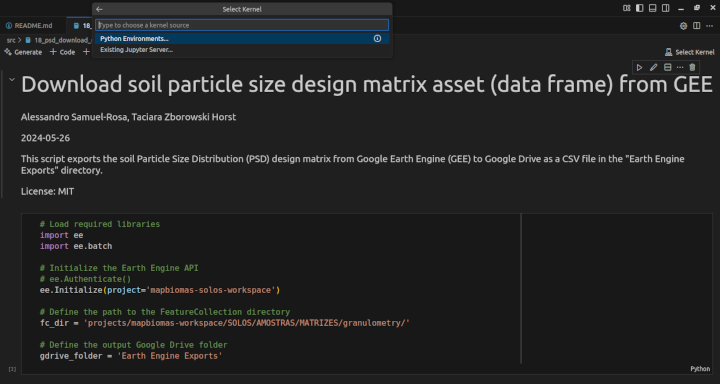 Select Kernel
README.md
18_
Type to choose a kernel source
Python Environments...
Existing Jupyter Server...
src > 18_psd_download_
Generate + Code +
Select Kernel
Download soil particle size design matrix asset (data frame) from GEE
Alessandro Samuel-Rosa, Taciara Zborowski Horst
2024-05-26
This script exports the soil Particle Size Distribution (PSD) design matrix from Google Earth Engine (GEE) to Google Drive as a CSV file in the "Earth Engine
Exports" directory.
License: MIT
# Load required libraries
import ee
import ee.batch
# Initialize the Earth Engine API
# ee.Authenticate()
ee.Initialize(project='mapbiomas-solos-workspace')
# Define the path to the FeatureCollection directory
fc_dir = 'projects/mapbiomas-workspace/SOLOS/AMOSTRAS/MATRIZES/granulometry/'
# Define the output Google Drive folder
gdrive_folder = 'Earth Engine Exports'
[1]
Python